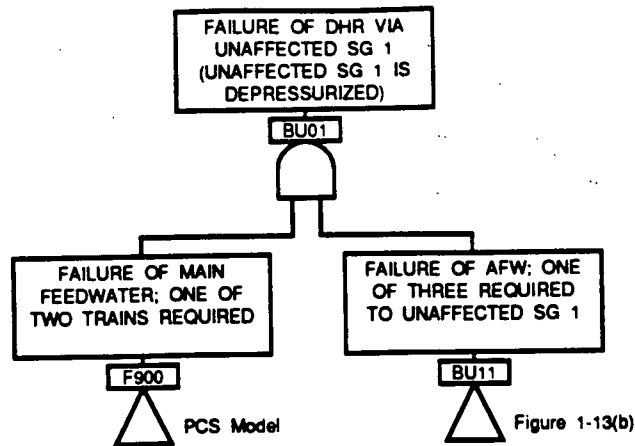 FAILURE OF DHR VIA
UNAFFECTED SG 1
(UNAFFECTED SG 1 IS
DEPRESSURIZED)
BU01
FAILURE OF MAIN
FEEDWATER; ONE OF
TWO TRAINS REQUIRED
F900
PCS Model
FAILURE OF AFW; ONE
OF THREE REQUIRED
TO UNAFFECTED SG 1
BU11
Figure 1-13(b)